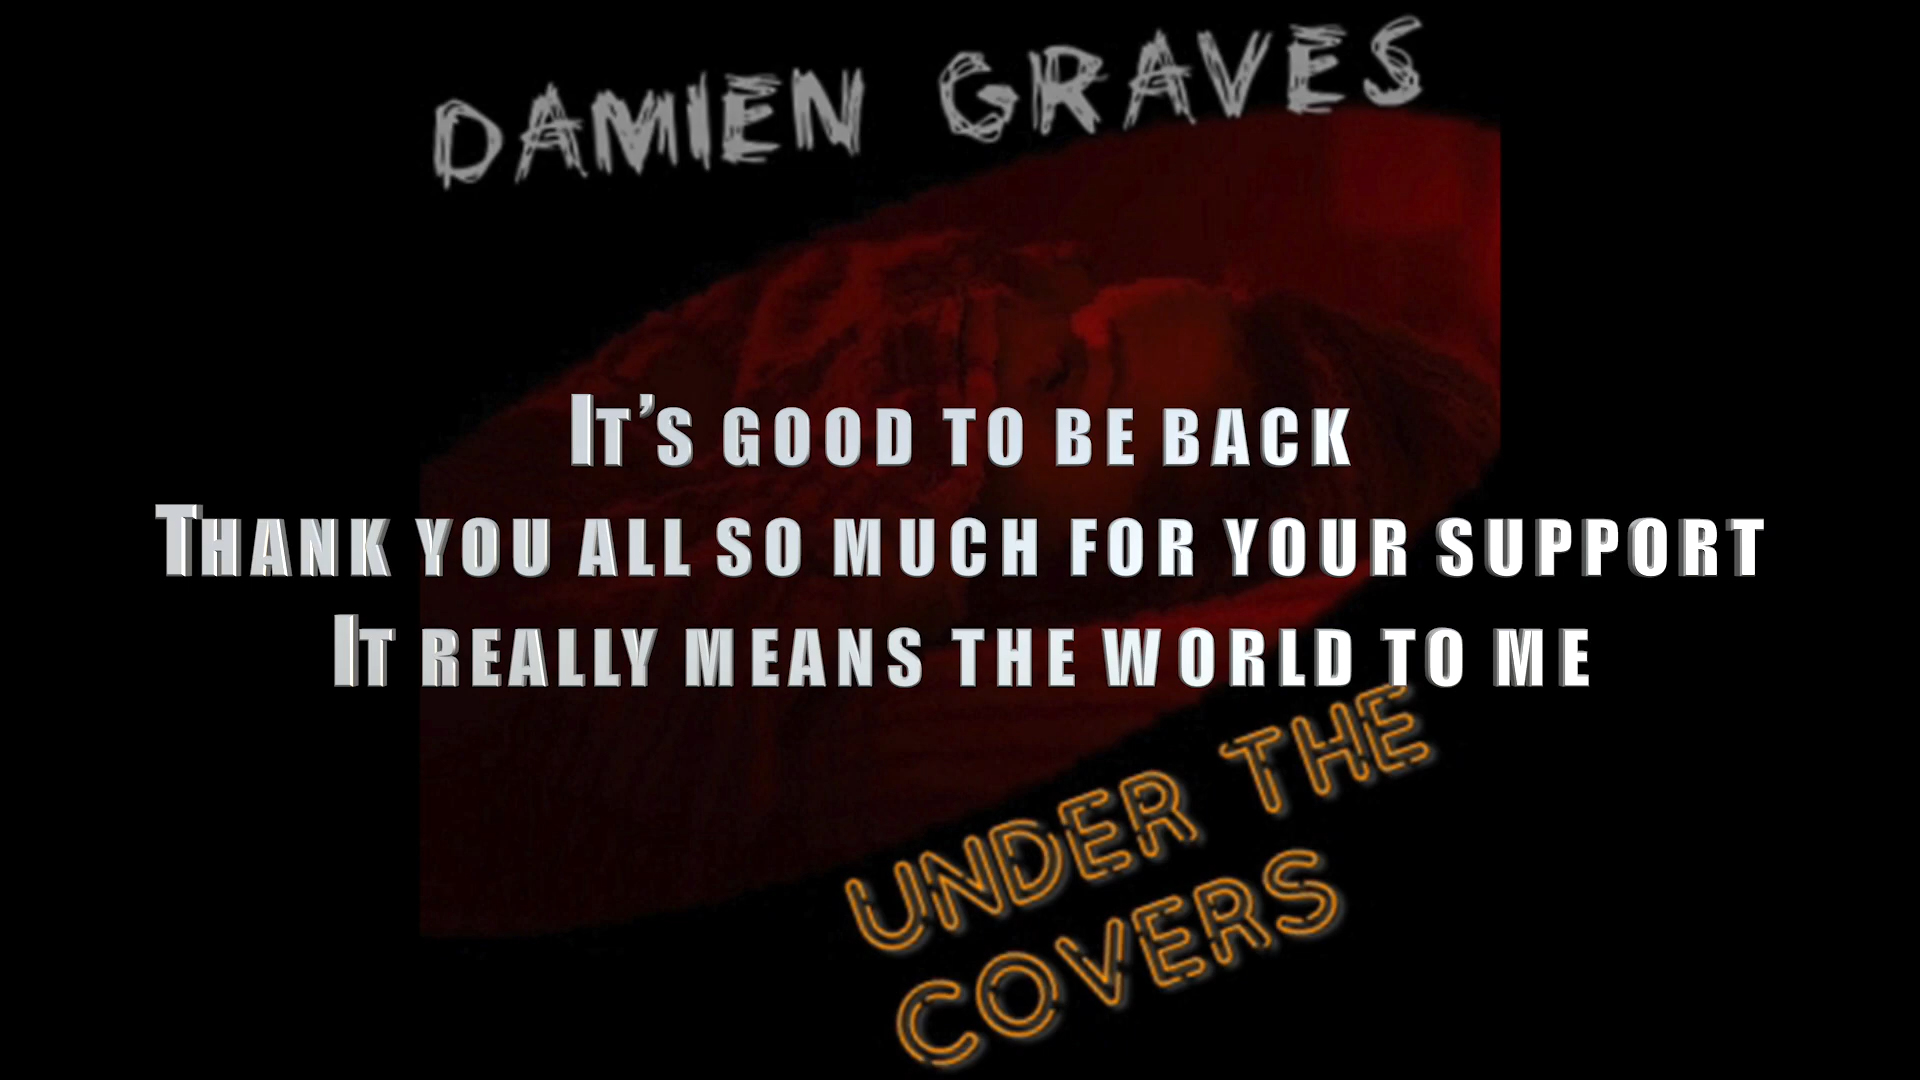 DAMIEN GRAVES
It's good to be back
Thank you all so much for your support
It really means the world to me
UNDER THE
COVERS